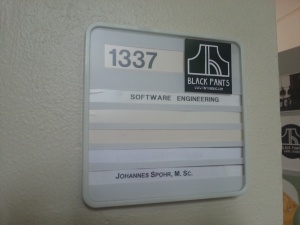 1337
BLACK PANTS
SOFTWARE ENGINEERING
JOHANNES SPOHR, M. SC.